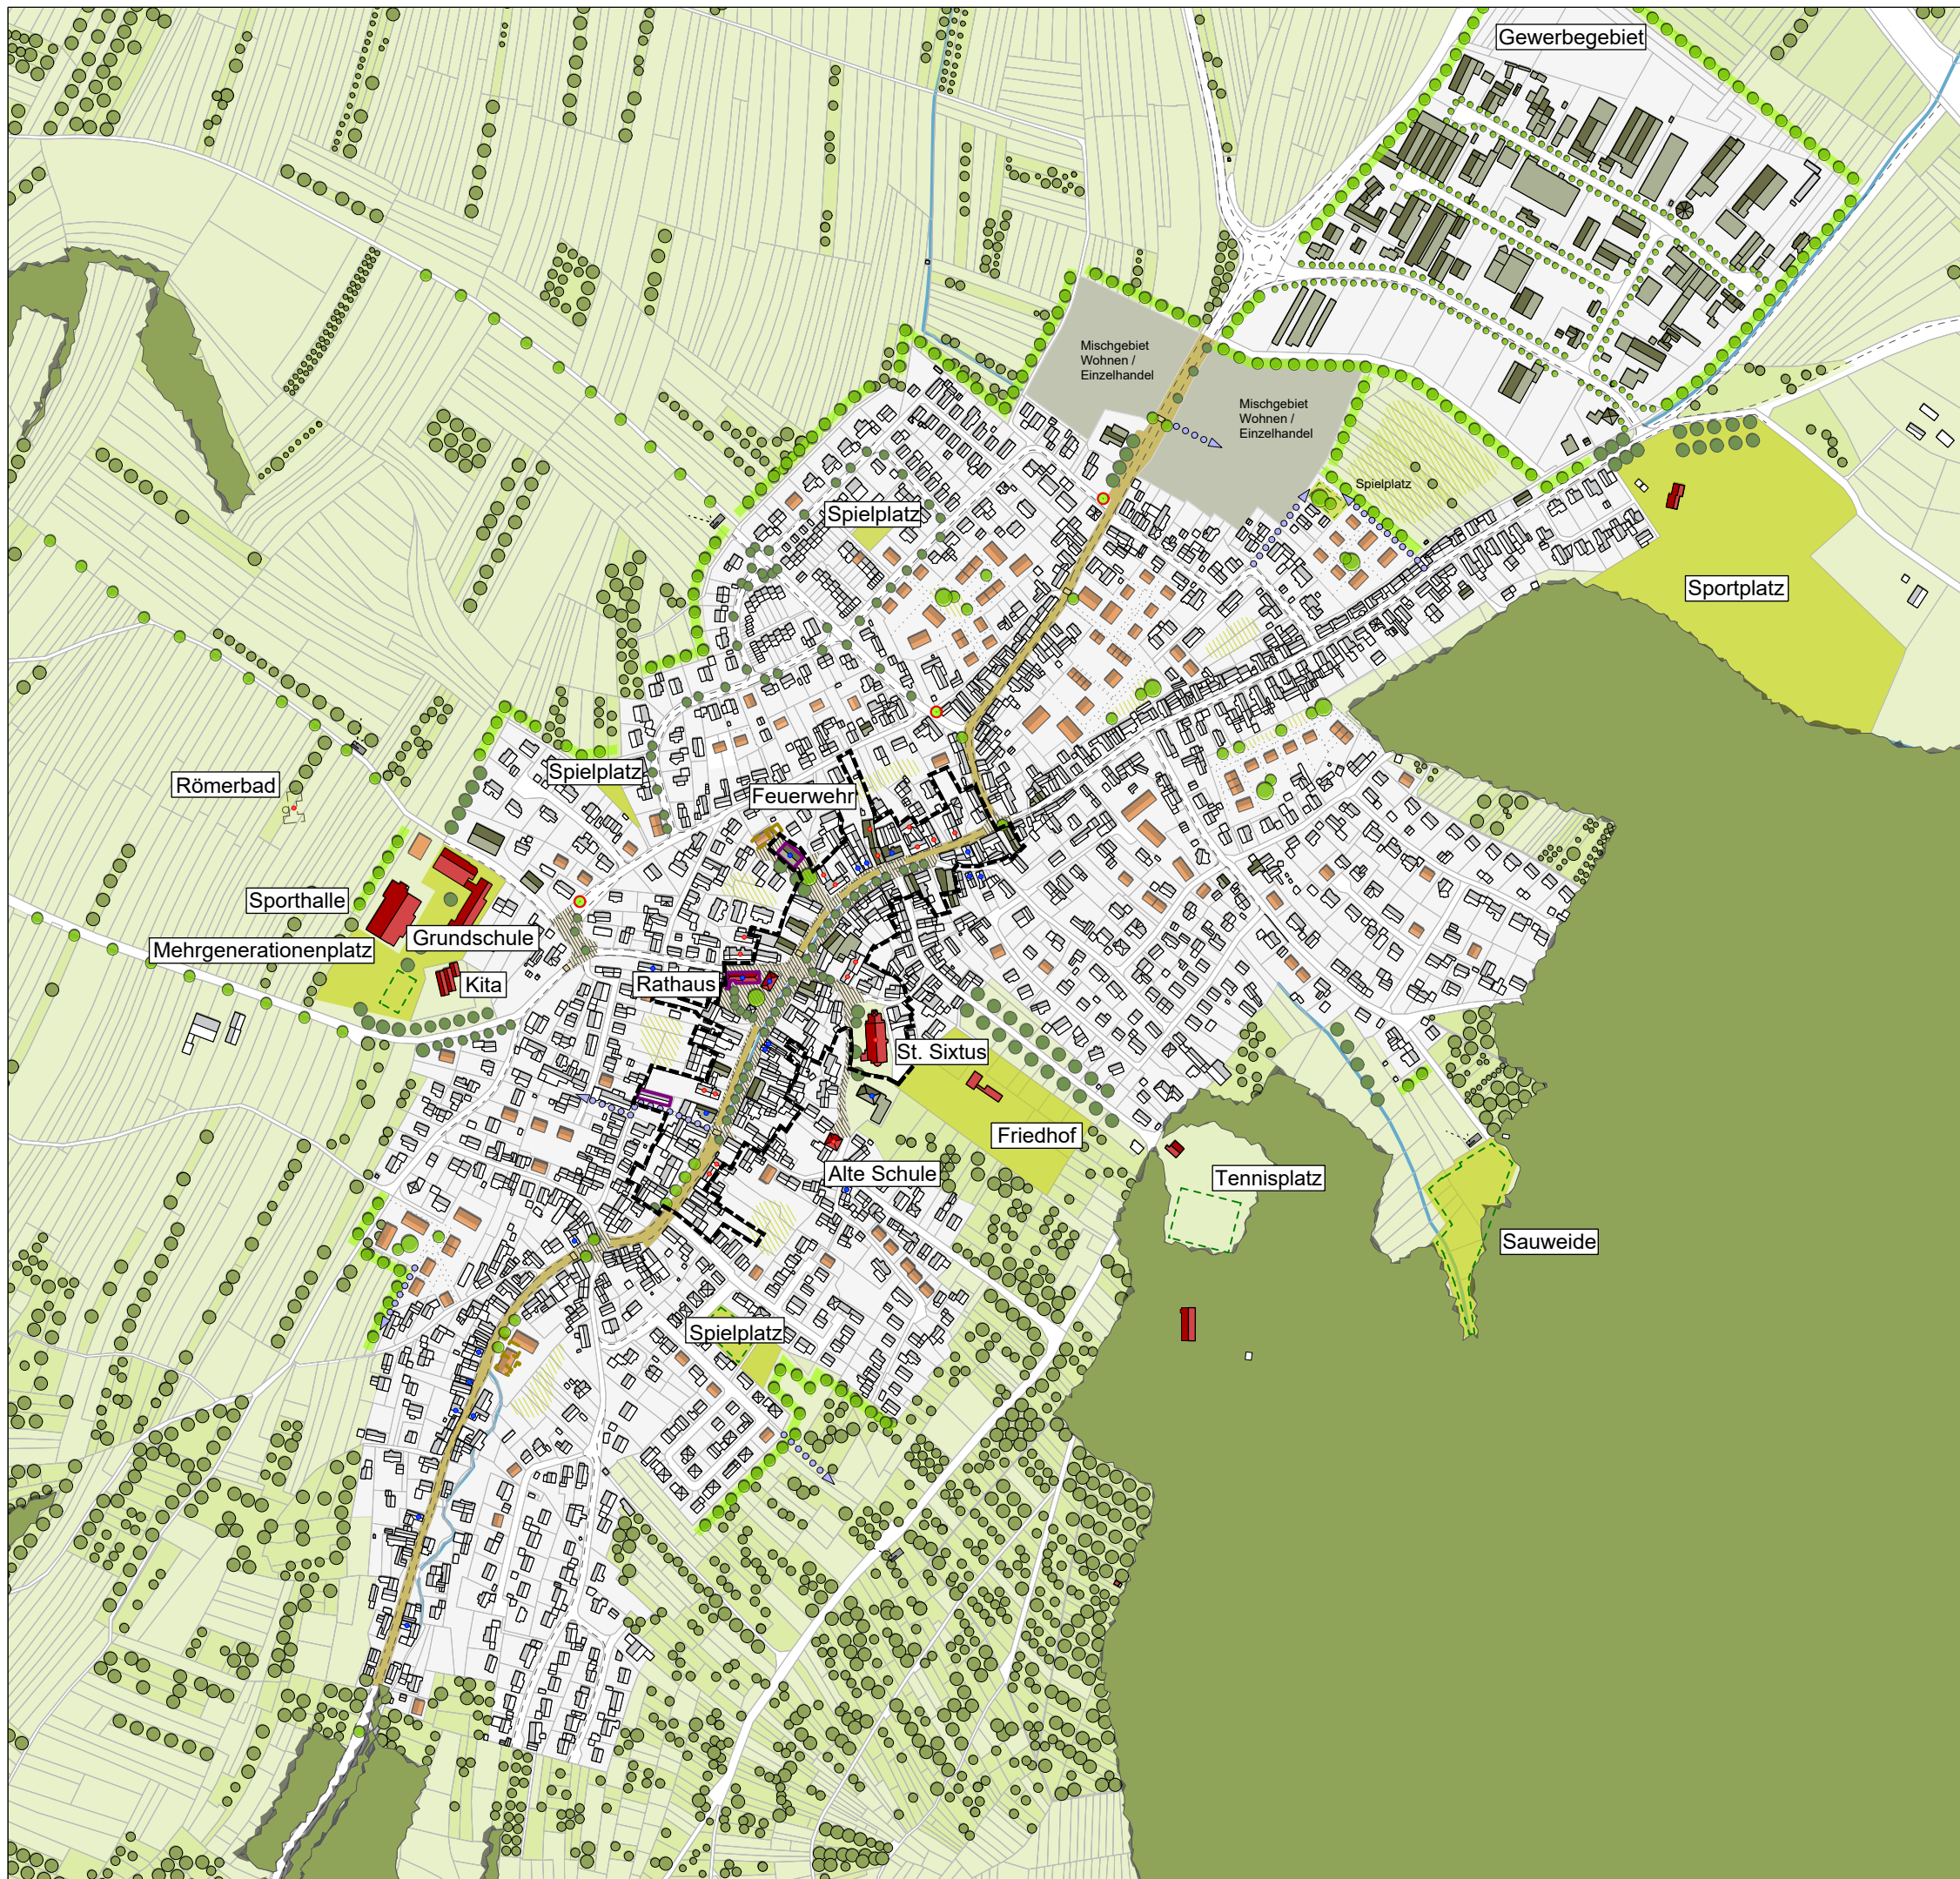 Gewerbegebiet
Mischgebiet
Wohnen /
Einzelhandel
Mischgebiet
Wohnen /
Einzelhandel
Spielplatz
Spielplatz
Sportplatz
Spielplatz
Römerbad
Feuerwehr
Sporthalle
Grundschule
Mehrgenerationenplatz
Kita
Rathaus
St. Sixtus
Friedhof
Alte Schule
Tennisplatz
Sauweide
Spielplatz